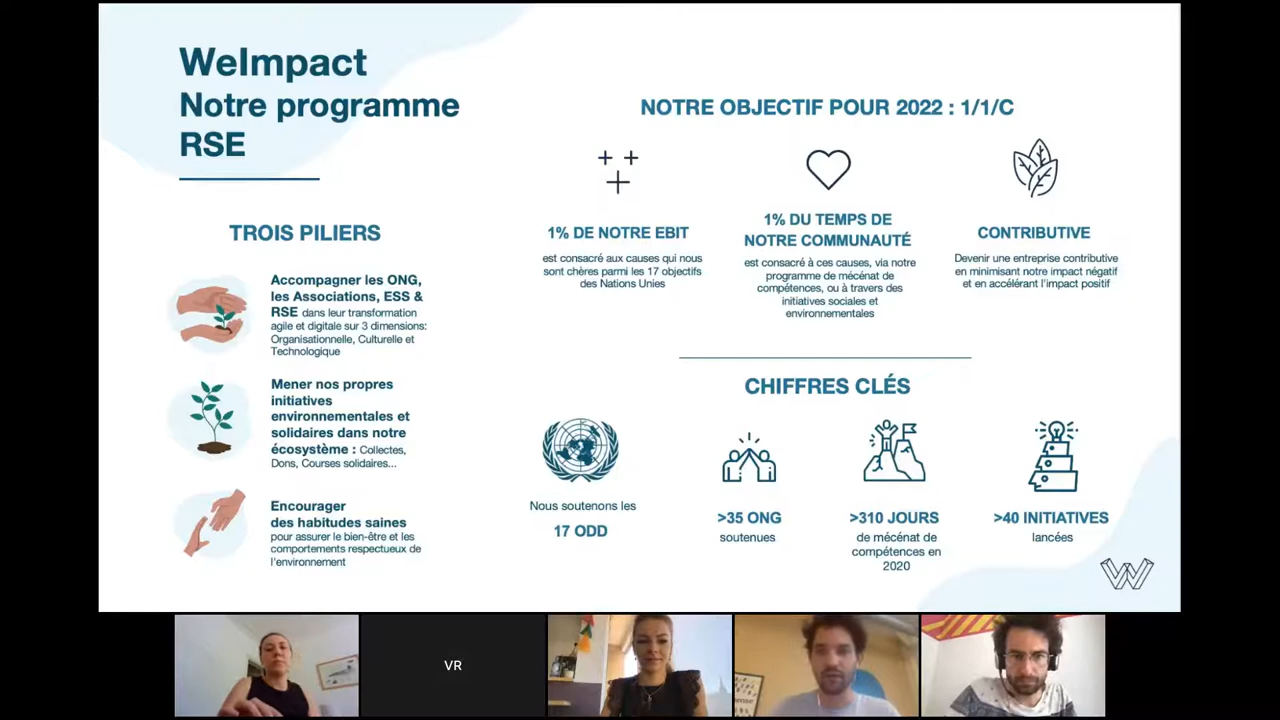 WeImpact
Notre programme
RSE
TROIS PILIERS
Accompagner les ONG,
les Associations, ESS &
RSE dans leur transformation
agile et digitale sur 3 dimensions:
Organisationnelle, Culturelle et
Technologique
Mener nos propres
initiatives
environnementales et
solidaires dans notre
écosystème : Collectes,
Dons, Courses solidaires...
Encourager
des habitudes saines
pour assurer le bien-être et les
comportements respectueux de
l'environnement
NOTRE OBJECTIF POUR 2022 : 1/1/C
1% DE NOTRE EBIT
est consacré aux causes qui nous
sont chères parmi les 17 objectifs
des Nations Unies
1% DU TEMPS DE
NOTRE COMMUNAUTÉ
est consacré à ces causes, via notre
programme de mécénat de
compétences, ou à travers des
initiatives sociales et
environnementales
CONTRIBUTIVE
Devenir une entreprise contributive
en minimisant notre impact négatif
et en accélérant l'impact positif
CHIFFRES CLÉS
Nous soutenons les
17 ODD
>35 ONG
soutenues
>310 JOURS
de mécénat de
compétences en
2020
>40 INITIATIVES
lancées
W
VR